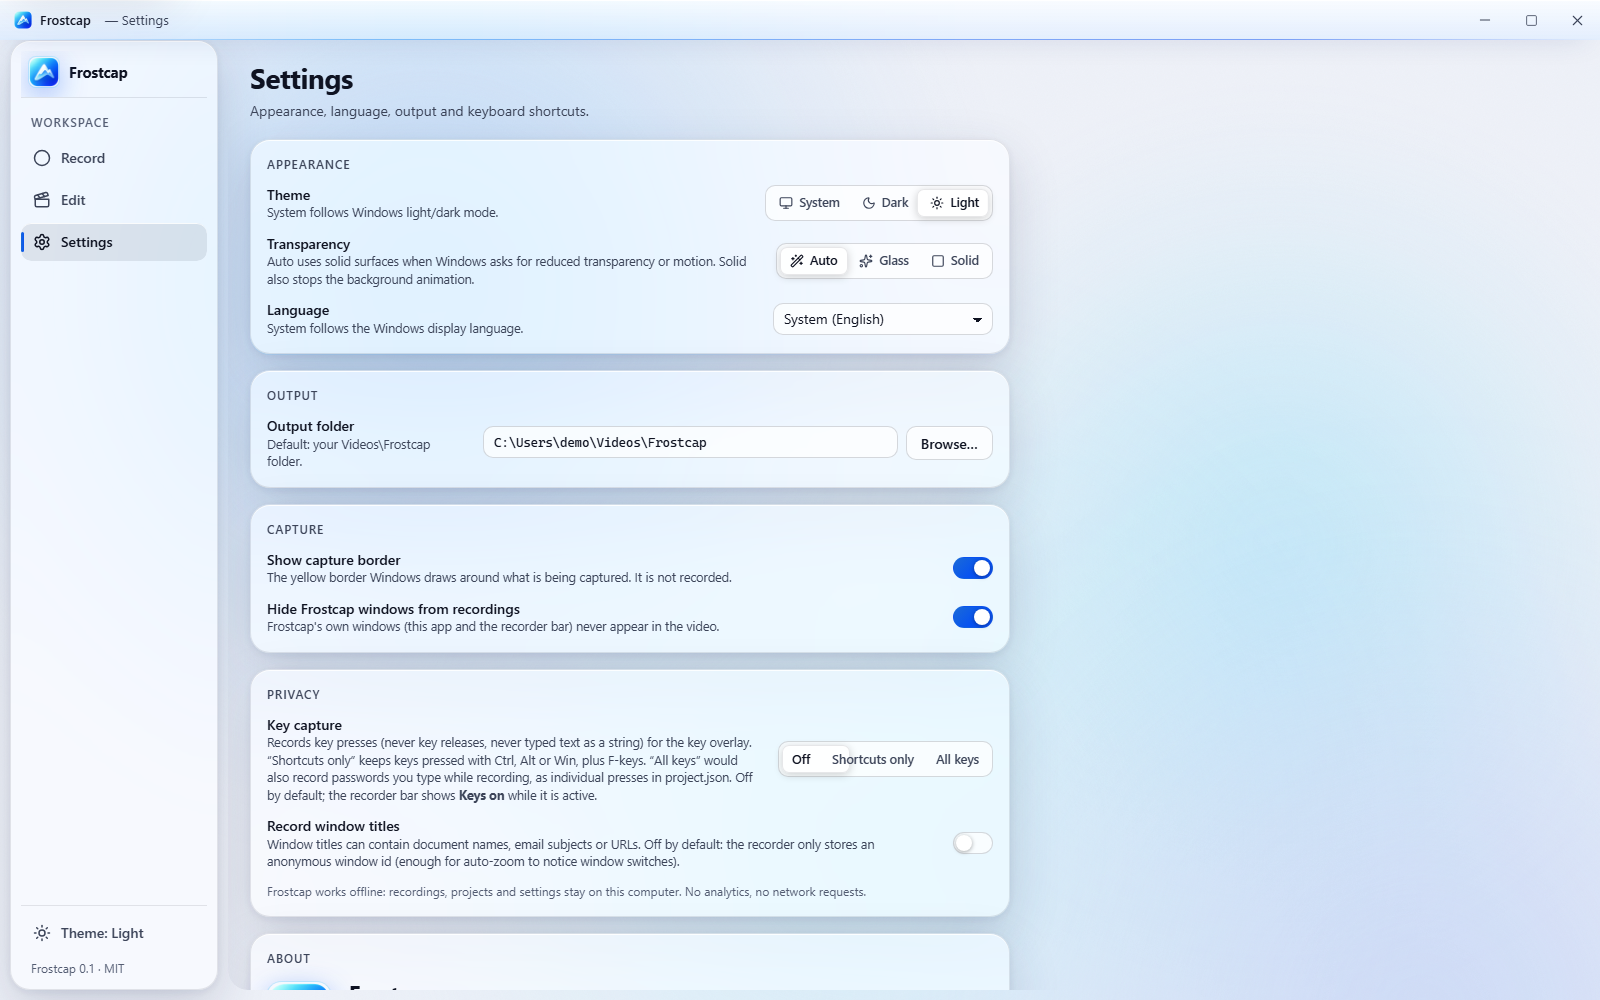 Frostcap — Settings
Frostcap
WORKSPACE
Record
Edit
Settings
Theme: Light
Frostcap 0.1 · MIT
Settings
Appearance, language, output and keyboard shortcuts.
APPEARANCE
Theme
System follows Windows light/dark mode.
System Dark Light
Transparency
Auto uses solid surfaces when Windows asks for reduced transparency or motion. Solid
also stops the background animation.
Auto Glass Solid
Language
System follows the Windows display language.
System (English)
OUTPUT
Output folder
Default: your Videos\Frostcap
folder.
C:\Users\demo\Videos\Frostcap
Browse...
CAPTURE
Show capture border
The yellow border Windows draws around what is being captured. It is not recorded.
Hide Frostcap windows from recordings
Frostcap's own windows (this app and the recorder bar) never appear in the video.
PRIVACY
Key capture
Records key presses (never key releases, never typed text as a string) for the key overlay.
“Shortcuts only” keeps keys pressed with Ctrl, Alt or Win, plus F-keys. “All keys” would
also record passwords you type while recording, as individual presses in project.json. Off
by default; the recorder bar shows Keys on while it is active.
Off Shortcuts only All keys
Record window titles
Window titles can contain document names, email subjects or URLs. Off by default: the recorder only stores an
anonymous window id (enough for auto-zoom to notice window switches).
Frostcap works offline: recordings, projects and settings stay on this computer. No analytics, no network requests.
ABOUT